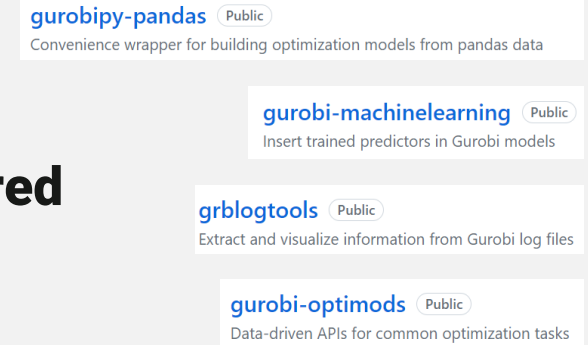 gurobipy-pandas Public
Convenience wrapper for building optimization models from pandas data
gurobi-machinelearning Public
Insert trained predictors in Gurobi models
red
grblogtools Public
Extract and visualize information from Gurobi log files
gurobi-optimods Public
Data-driven APIs for common optimization tasks